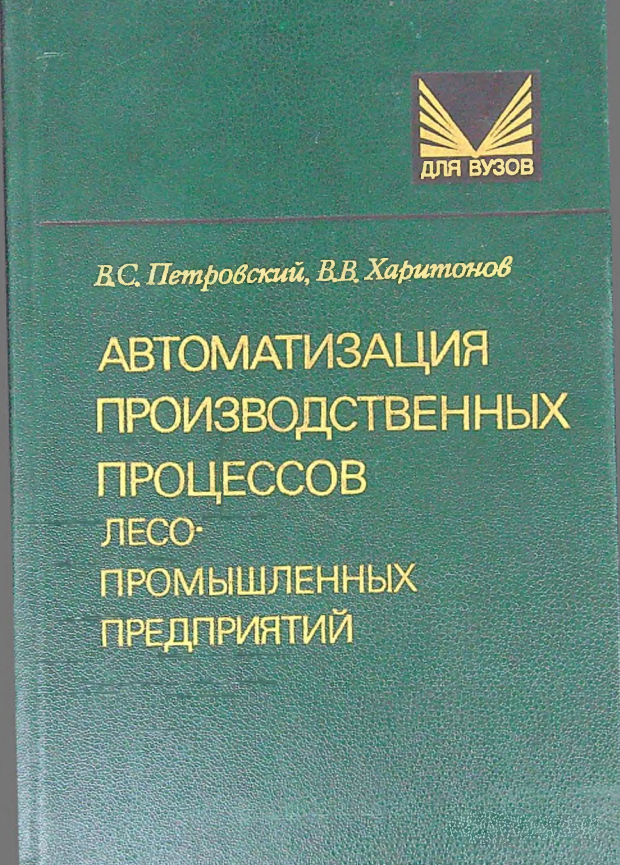 ДЛЯ ВУЗОВ
В.С. Петровский, В.В. Харитонов
АВТОМАТИЗАЦИЯ
ПРОИЗВОДСТВЕННЫХ
ПРОЦЕССОВ
ЛЕСО-
ПРОМЫШЛЕННЫХ
ПРЕДПРИЯТИЙ